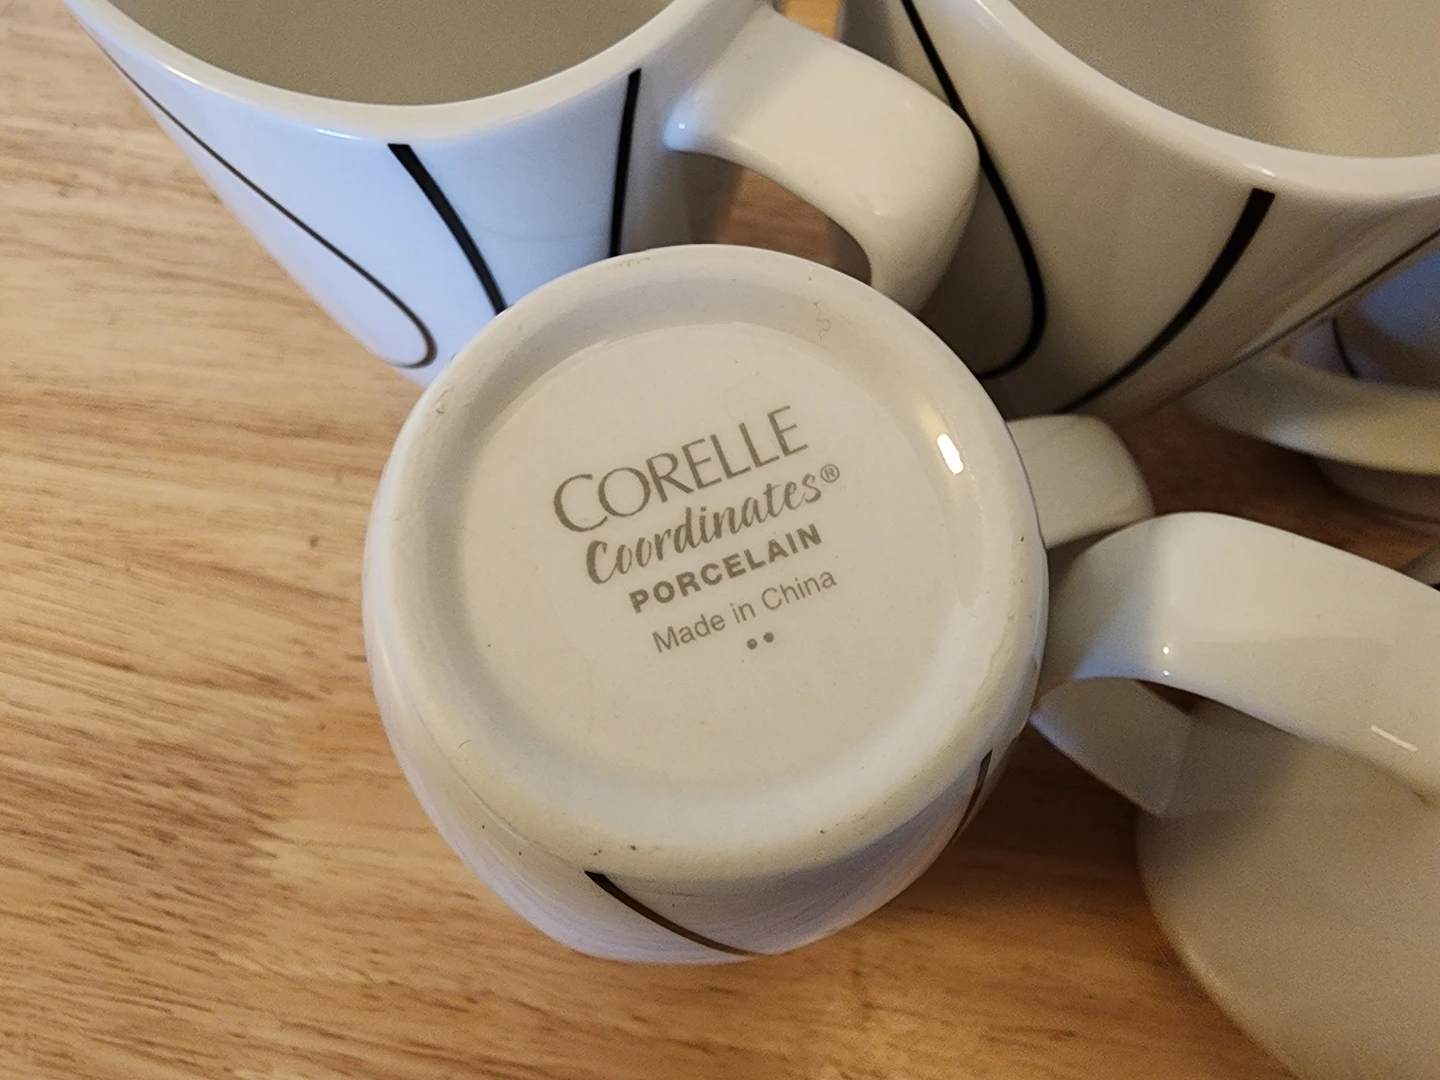 CORELLE
Coordinates®
PORCELAIN
Made in China